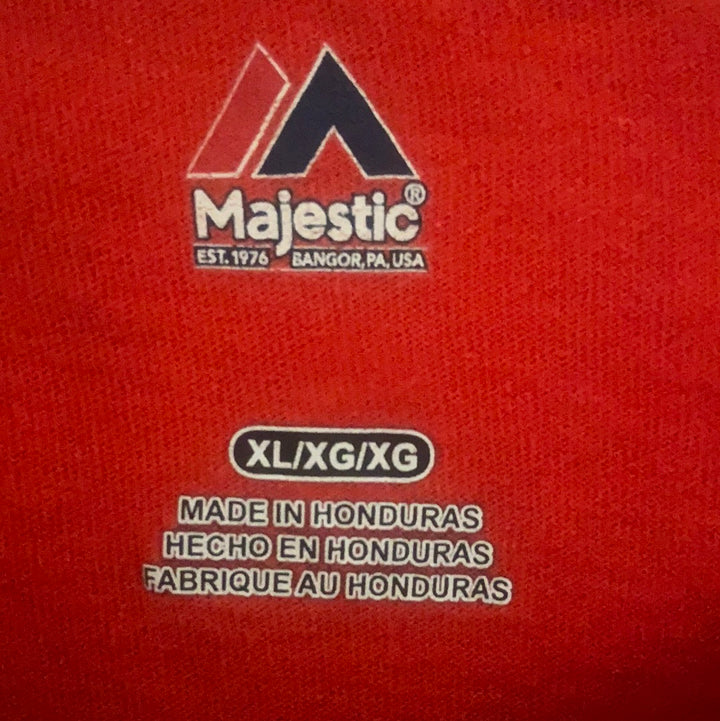 Majestic®
EST. 1976 BANGOR, PA, USA
XL/XG/XG
MADE IN HONDURAS
HECHO EN HONDURAS
FABRIQUE AU HONDURAS